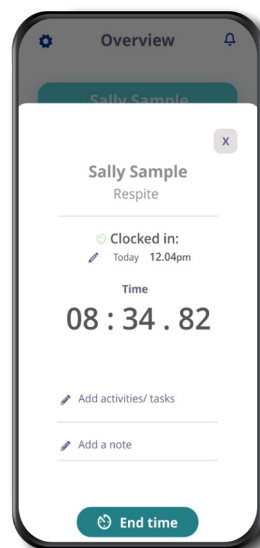 Overview
Sally Sample
X
Sally Sample
Respite
Clocked in:
Today 12.04pm
Time
08 : 34 . 82
Add activities/ tasks
Add a note
End time